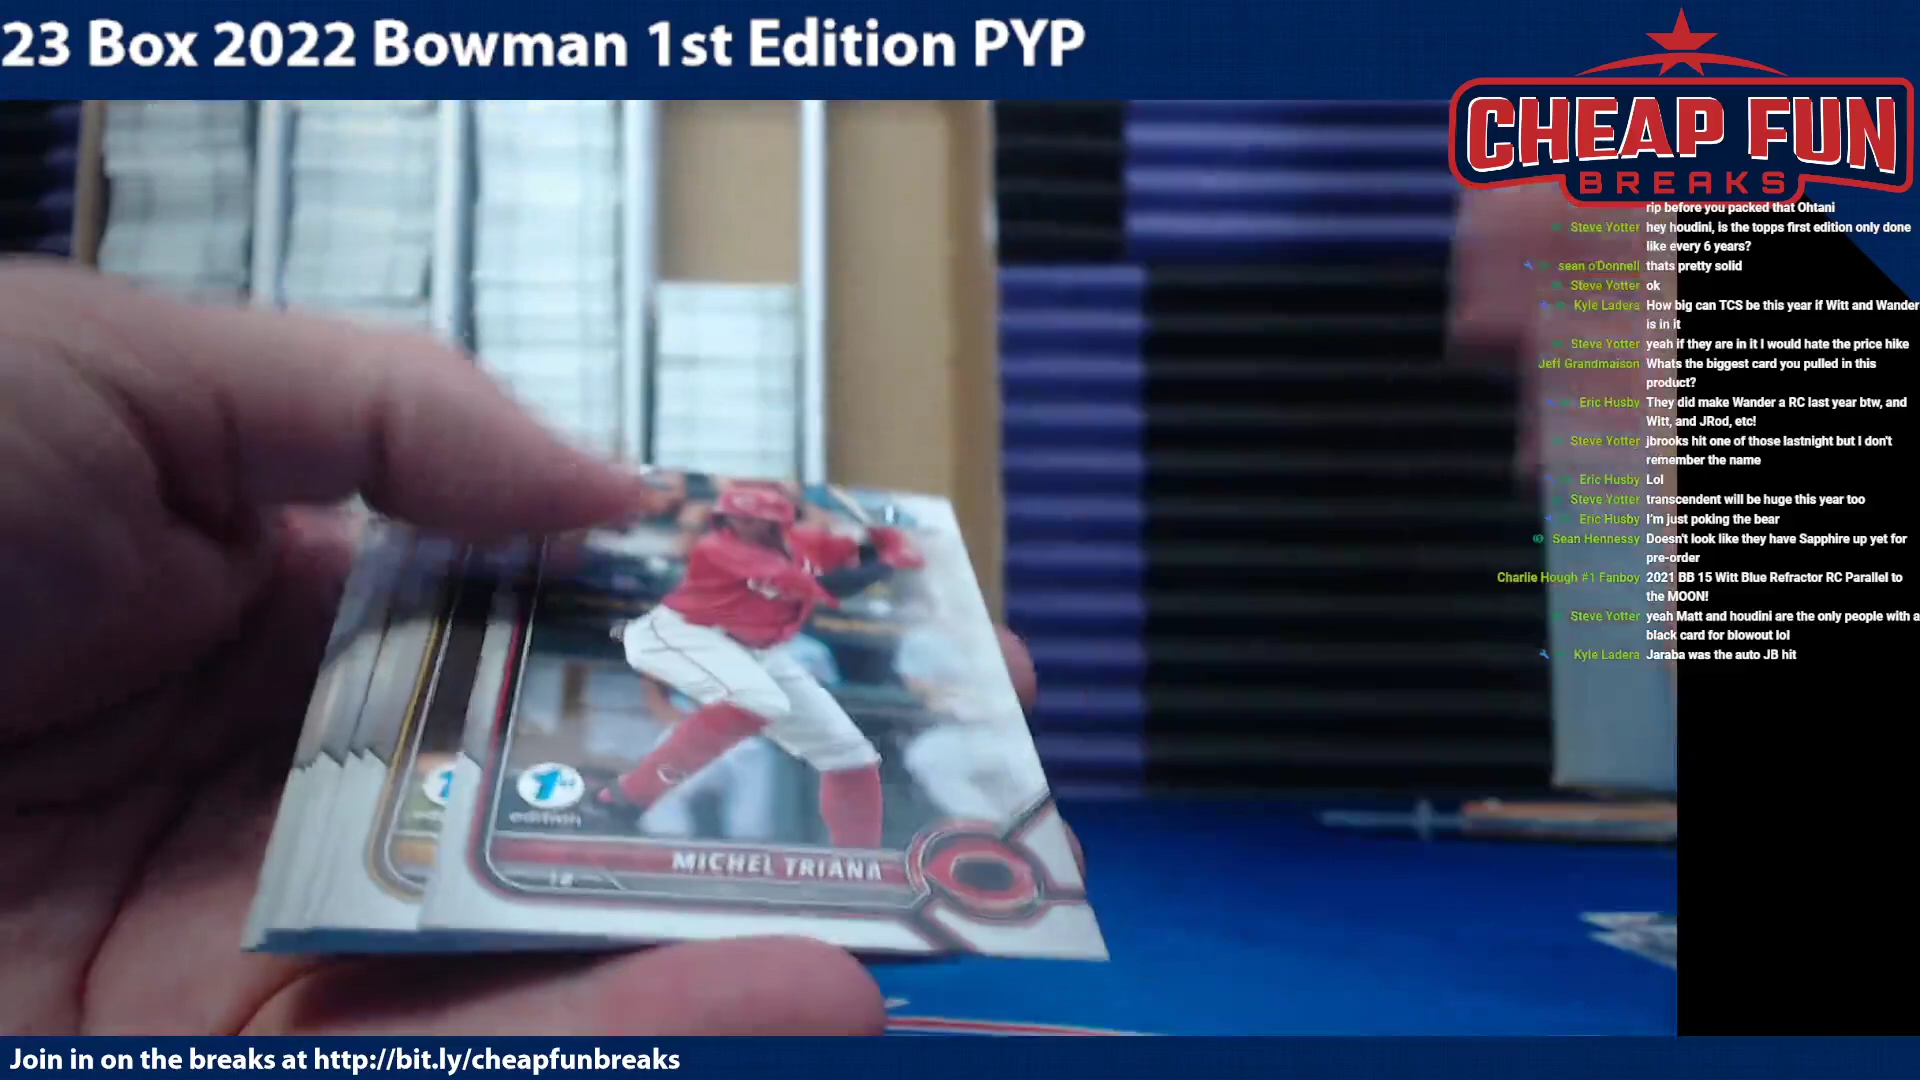 23 Box 2022 Bowman 1st Edition PYP
CHEAP FUN
BREAKS
rip before you packed that Ohtani
Steve Yotter hey houdini, is the topps first edition only done
like every 6 years?
sean o'Donnell thats pretty solid
Steve Yotter ok
Kyle Ladera How big can TCS be this year if Witt and Wander
is in it
Steve Yotter yeah if they are in it I would hate the price hike
Jeff Grandmaison Whats the biggest card you pulled in this
product?
Eric Husby They did make Wander a RC last year btw, and
Witt, and JRod, etc!
Steve Yotter jbrooks hit one of those lastnight but I don't
remember the name
Eric Husby Lol
Steve Yotter transcendent will be huge this year too
Eric Husby I'm just poking the bear
Sean Hennessy Doesn't look like they have Sapphire up yet for
pre-order
Charlie Hough #1 Fanboy 2021 BB 15 Witt Blue Refractor RC Parallel to
the MOON!
Steve Yotter yeah Matt and houdini are the only people with a
black card for blowout lol
Kyle Ladera Jaraba was the auto JB hit
1st
edition
MICHEL TRIANA
Join in on the breaks at http://bit.ly/cheapfunbreaks